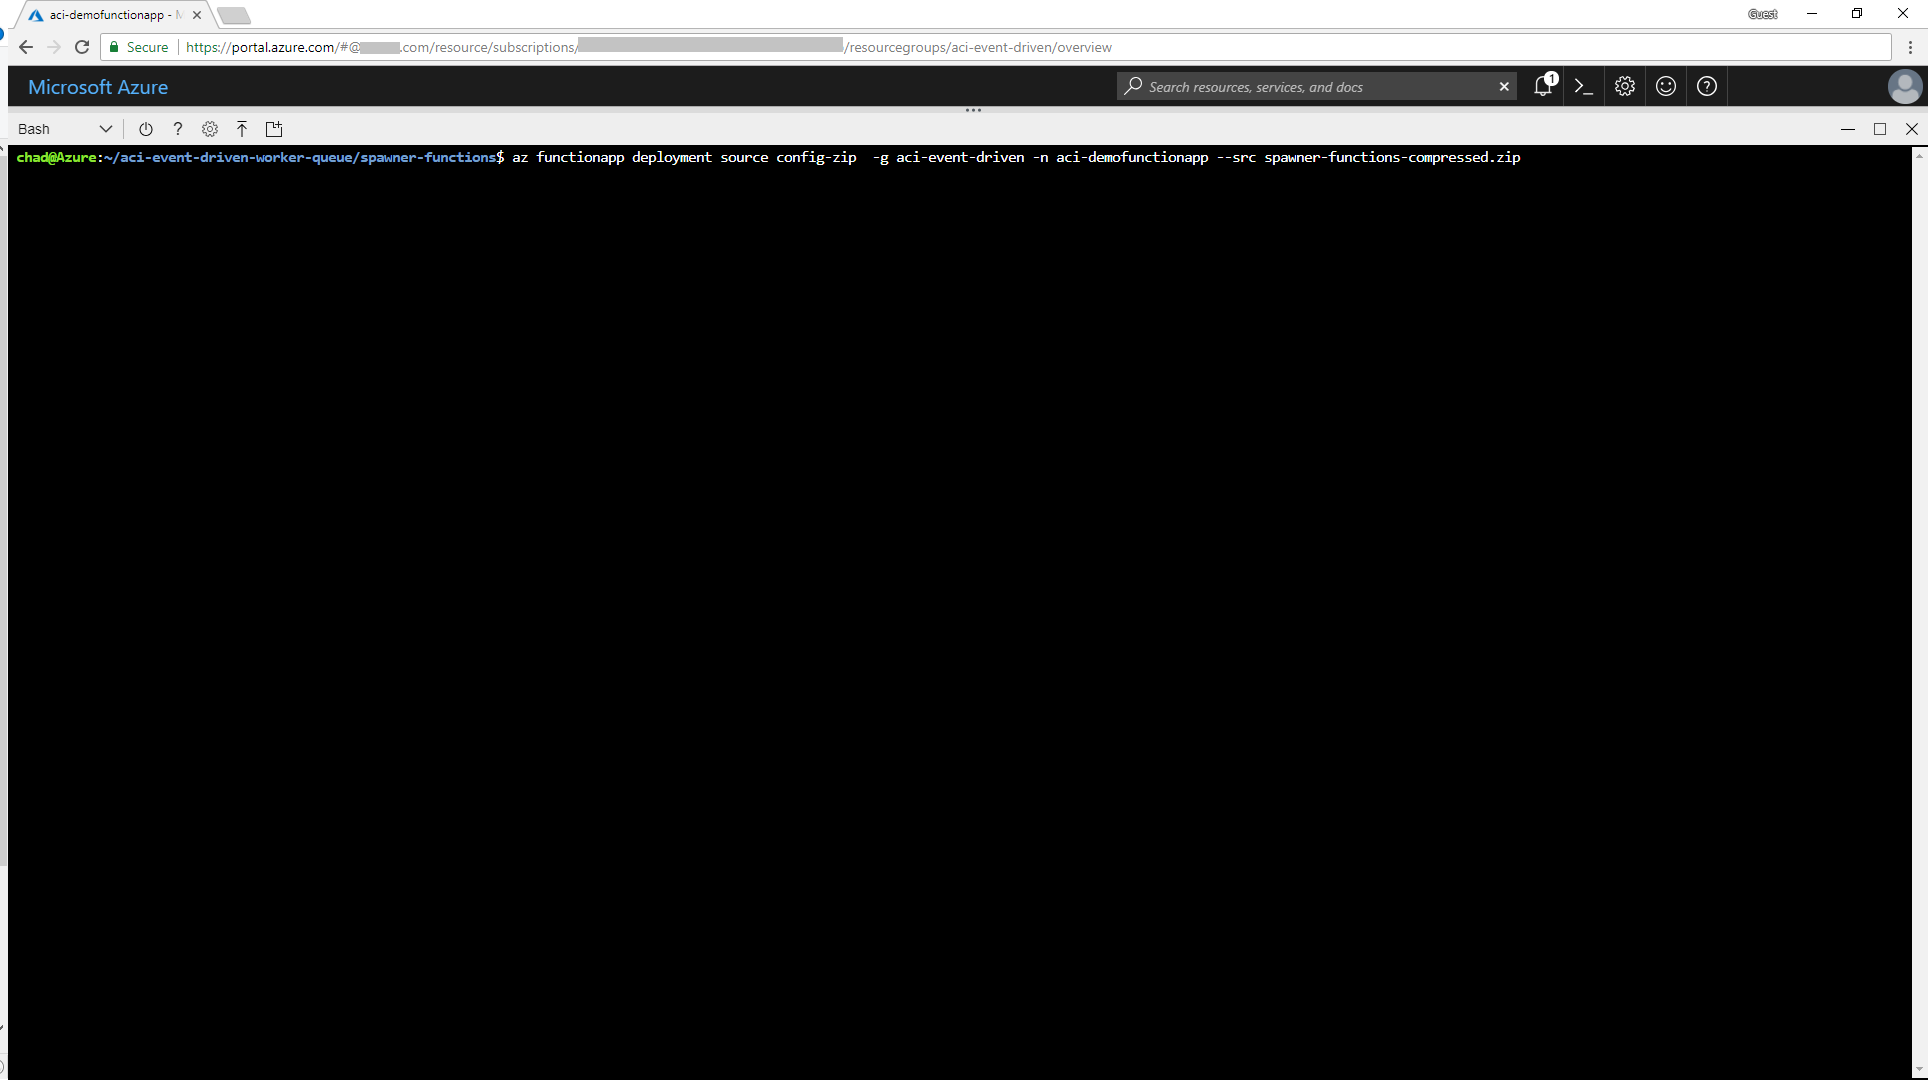 aci-demofunctionapp - M
Guest
Secure
https://portal.azure.com/#@ .com/resource/subscriptions/ /resourcegroups/aci-event-driven/overview
Microsoft Azure
Search resources, services, and docs
1
Bash
chad@Azure:~/aci-event-driven-worker-queue/spawner-functions$ az functionapp deployment source config-zip  -g aci-event-driven -n aci-demofunctionapp --src spawner-functions-compressed.zip